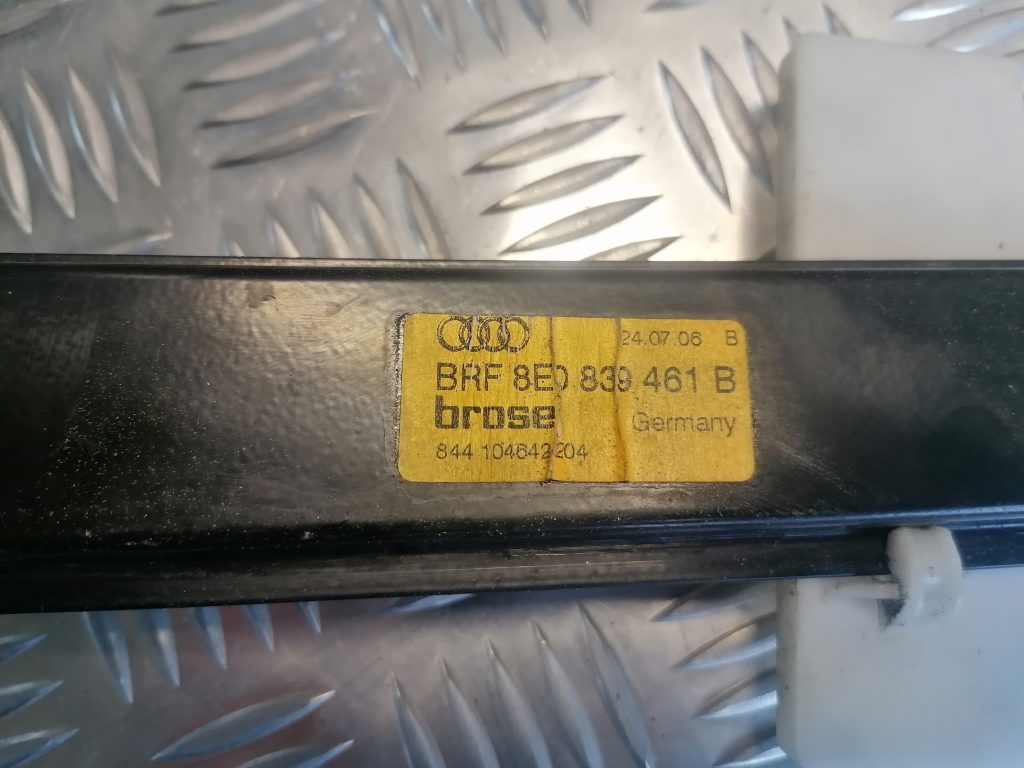 24.07.06 B
BRF 8E0 839 461 B
brose Germany
844 104642204